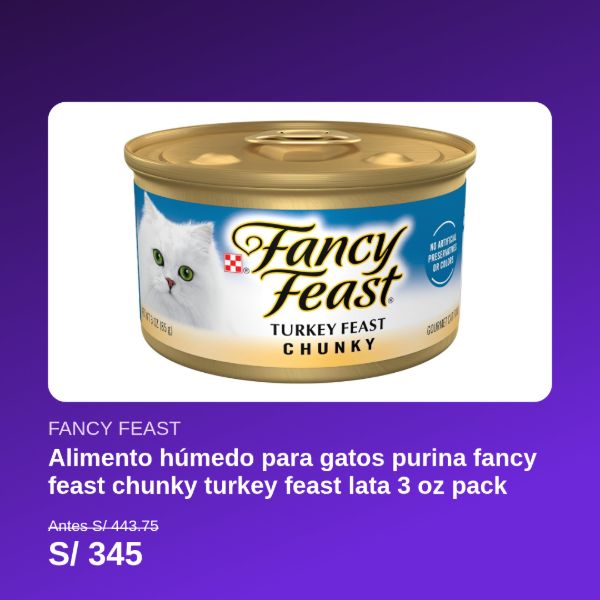 NO ARTIFICIAL
PRESERVATIVES
OR COLORS
Fancy
Feast®
TURKEY FEAST
CHUNKY
FANCY FEAST
Alimento húmedo para gatos purina fancy
feast chunky turkey feast lata 3 oz pack
Antes S/ 443.75
S/ 345